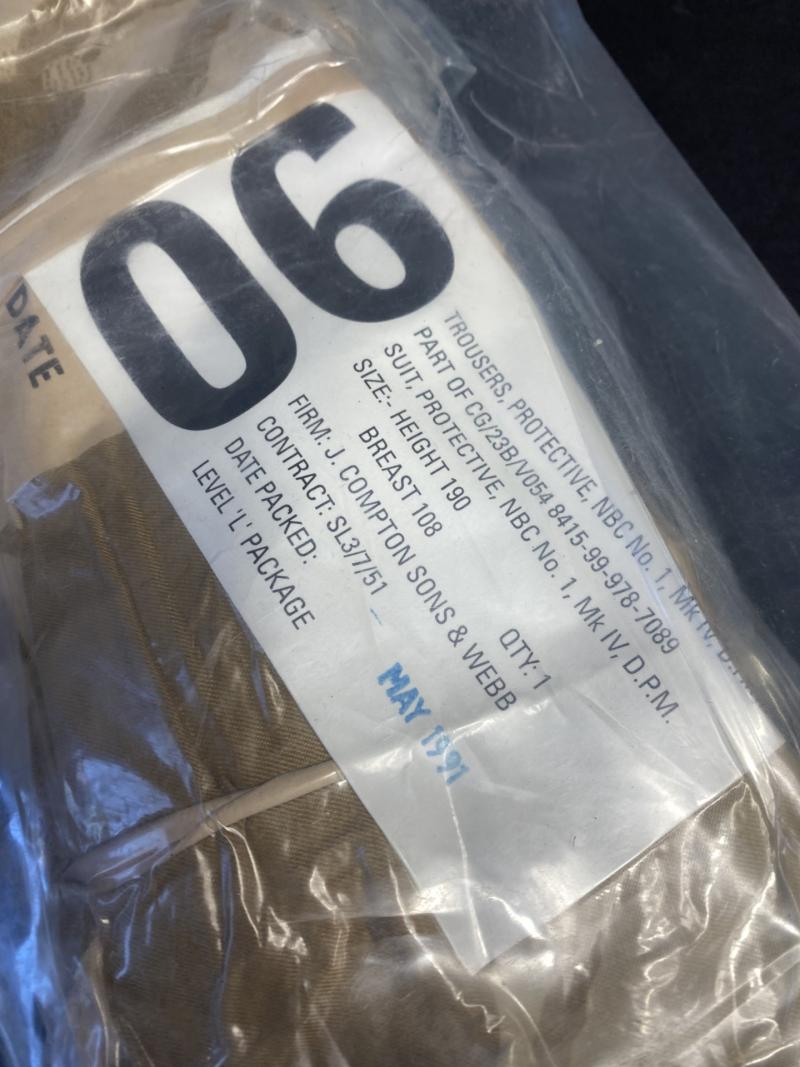 06
TROUSERS, PROTECTIVE, NBC No. 1, Mk IV, D.P.M.
PART OF CG/23B/V054 8415-99-978-7089
SUIT, PROTECTIVE, NBC No. 1, Mk IV, D.P.M.
SIZE:- HEIGHT 190
BREAST 108 QTY: 1
FIRM: J. COMPTON SONS & WEBB
CONTRACT: SL3/7/51
DATE PACKED: MAY 1991
LEVEL 'L' PACKAGE
DATE